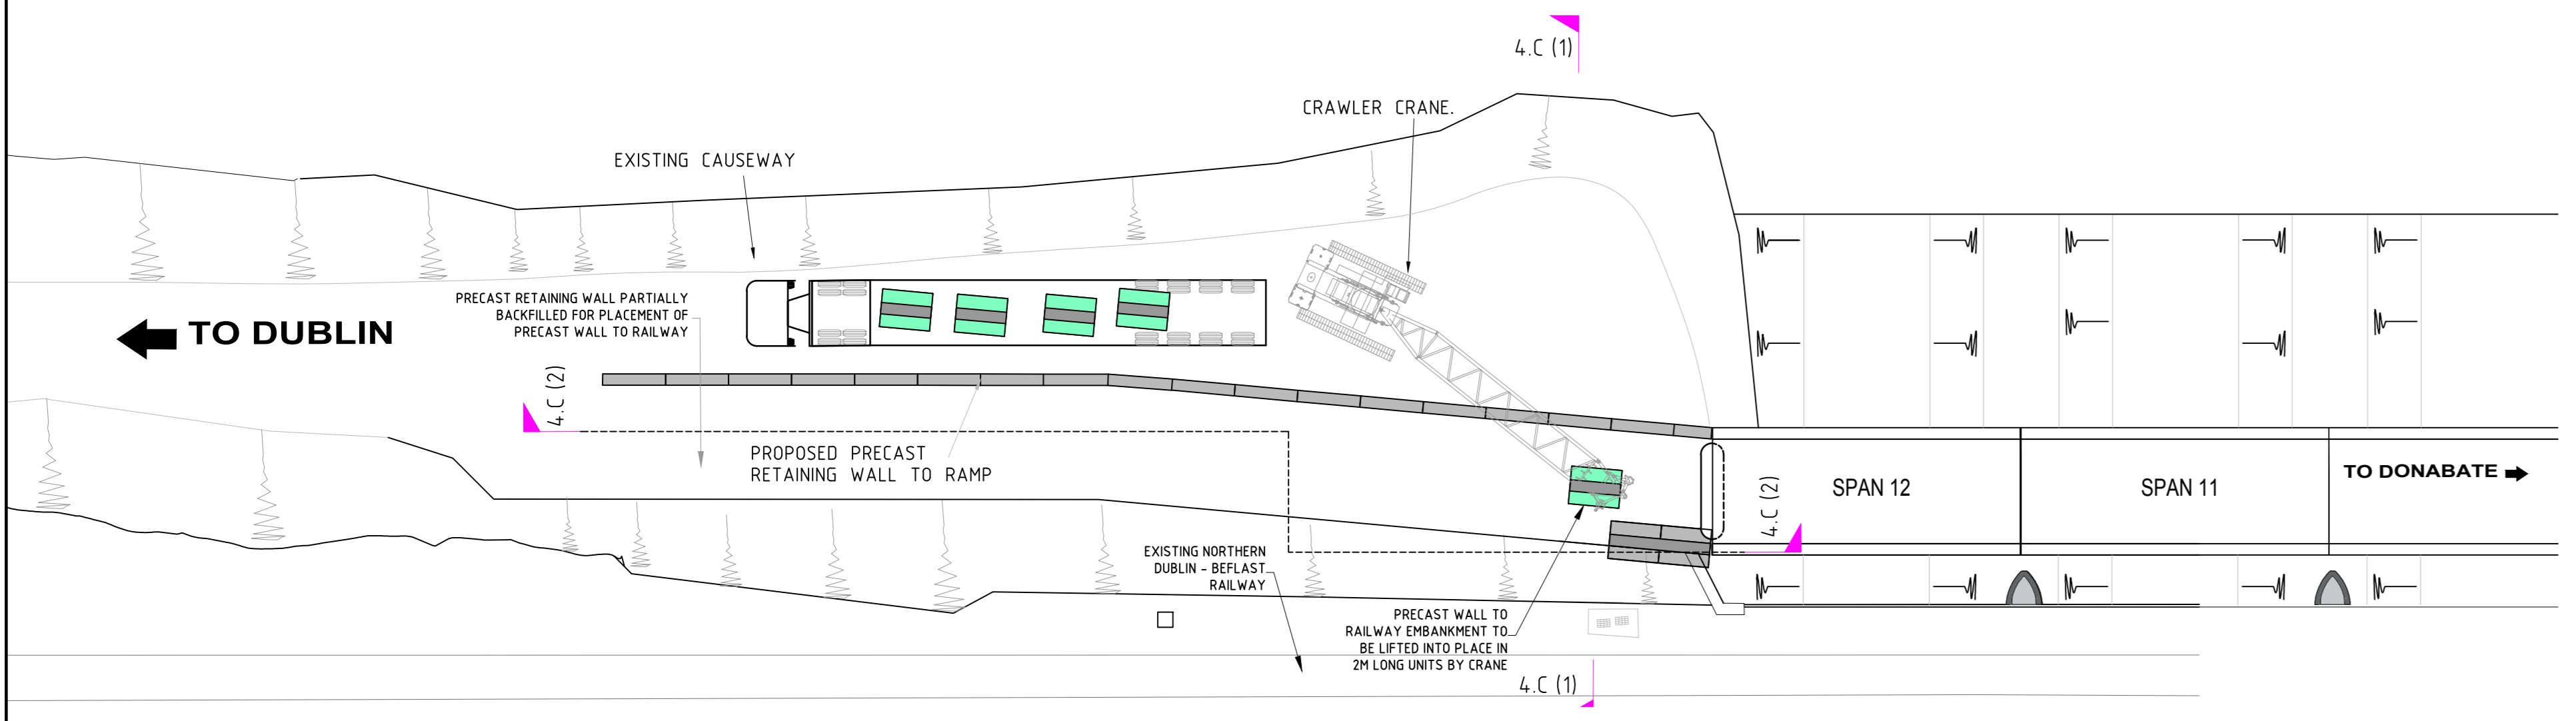 4.C (1)
CRAWLER CRANE.
EXISTING CAUSEWAY
PRECAST RETAINING WALL PARTIALLY
BACKFILLED FOR PLACEMENT OF
PRECAST WALL TO RAILWAY
TO DUBLIN
4.C (2)
PROPOSED PRECAST
RETAINING WALL TO RAMP
TO DONABATE
SPAN 12
SPAN 11
4.C (2)
EXISTING NORTHERN
DUBLIN - BEFLAST
RAILWAY
PRECAST WALL TO
RAILWAY EMBANKMENT TO
BE LIFTED INTO PLACE IN
2M LONG UNITS BY CRANE
4.C (1)